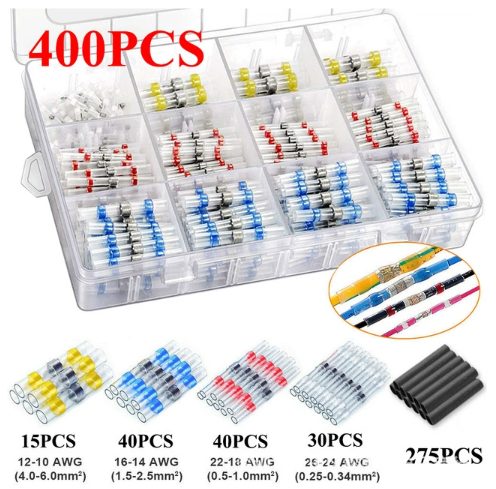 400PCS
15PCS 40PCS 40PCS 30PCS 275PCS
12-10 AWG 16-14 AWG 22-18 AWG 26-24 AWG
(4.0-6.0mm²) (1.5-2.5mm²) (0.5-1.0mm²) (0.25-0.34mm²)